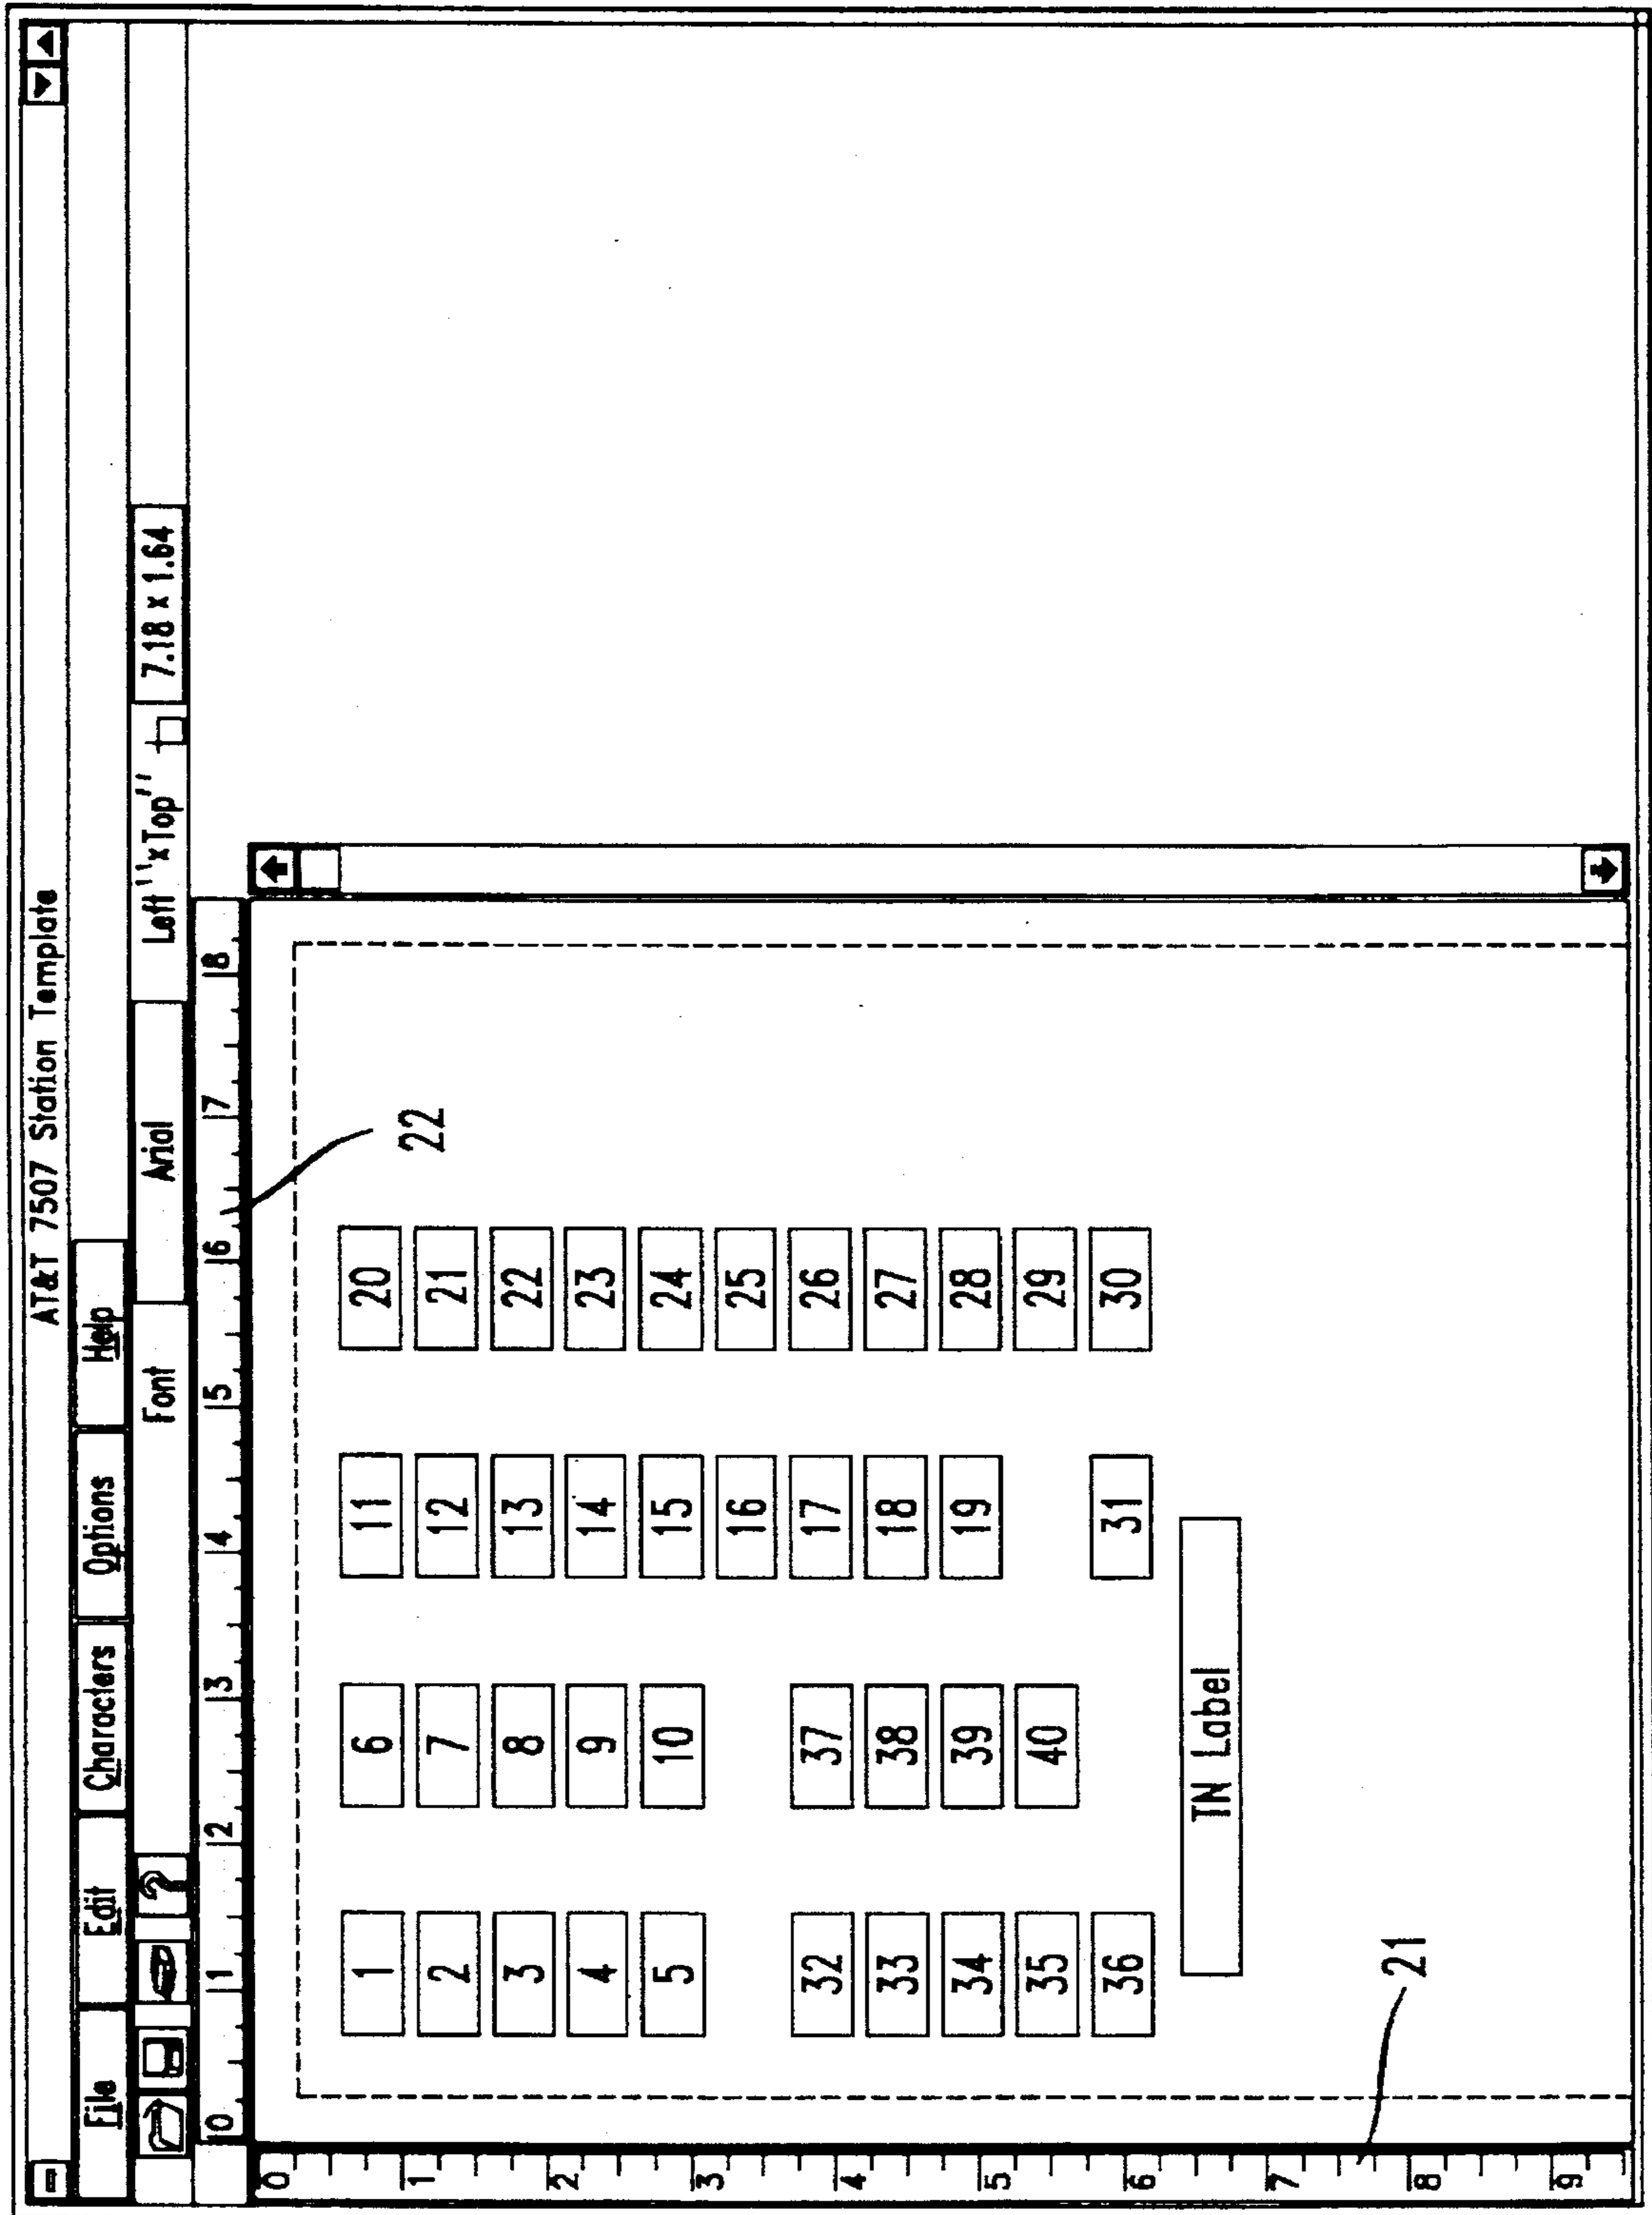 AT&T 7507 Station Template
File Edit Characters Options Help
? Font Arial Left"xTop" 7.18 x 1.64
0 1 2 3 4 5 6 7 8
22
0
1 6 11 20
1
2 7 12 21
3 8 13 22
2
4 9 14 23
5 10 15 24
3
16 25
32 37 17 26
4
33 38 18 27
34 39 19 28
5
35 40 29
36 31 30
6
TN Label
7
21
8
9